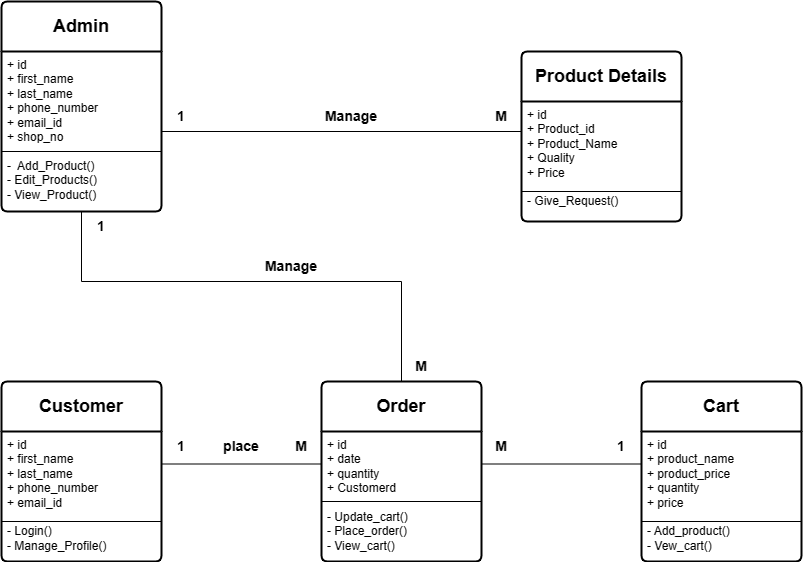 Admin
+ id
+ first_name
+ last_name
+ phone_number
+ email_id
+ shop_no
-  Add_Product()
- Edit_Products()
- View_Product()
1
Manage
M
Product Details
+ id
+ Product_id
+ Product_Name
+ Quality
+ Price
- Give_Request()
1
Manage
M
Customer
+ id
+ first_name
+ last_name
+ phone_number
+ email_id
- Login()
- Manage_Profile()
1
place
M
Order
+ id
+ date
+ quantity
+ Customerd
- Update_cart()
- Place_order()
- View_cart()
M
1
Cart
+ id
+ product_name
+ product_price
+ quantity
+ price
- Add_product()
- Vew_cart()